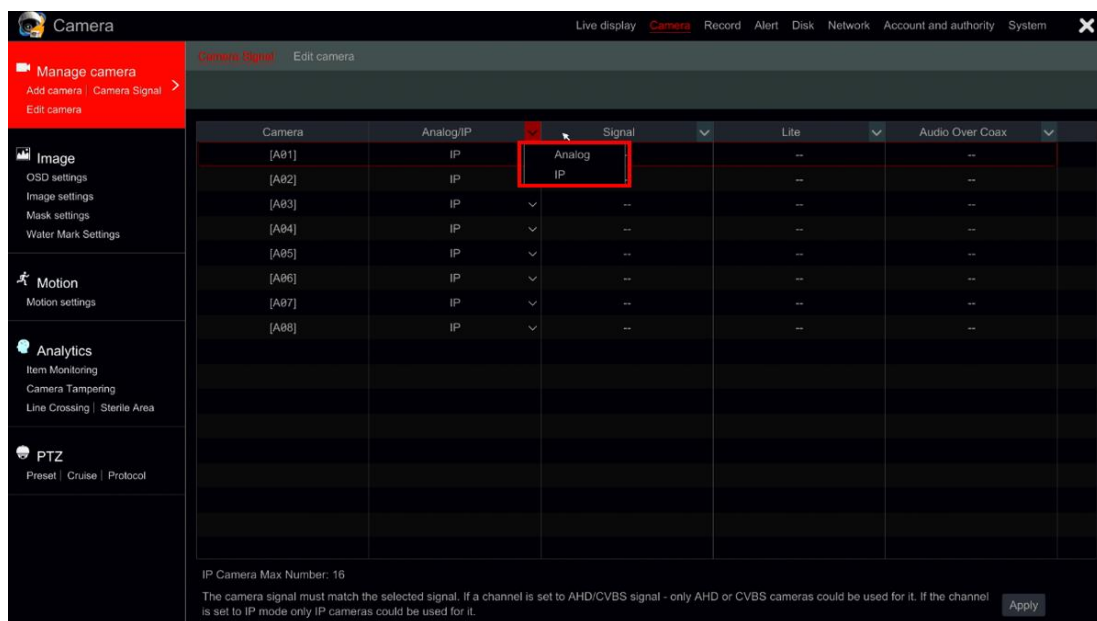 Camera
Live display Camera Record Alert Disk Network Account and authority System
Manage camera
Add camera | Camera Signal
Edit camera
Image
OSD settings
Image settings
Mask settings
Water Mark Settings
Motion
Motion settings
Analytics
Item Monitoring
Camera Tampering
Line Crossing | Sterile Area
PTZ
Preset | Cruise | Protocol
Camera Signal Edit camera
Camera Analog/IP Signal Lite Audio Over Coax
[A01] IP -- --
[A02] IP -- --
[A03] IP -- -- --
[A04] IP -- -- --
[A05] IP -- -- --
[A06] IP -- -- --
[A07] IP -- -- --
[A08] IP -- -- --
Analog
IP
IP Camera Max Number: 16
The camera signal must match the selected signal. If a channel is set to AHD/CVBS signal - only AHD or CVBS cameras could be used for it. If the channel
is set to IP mode only IP cameras could be used for it.
Apply